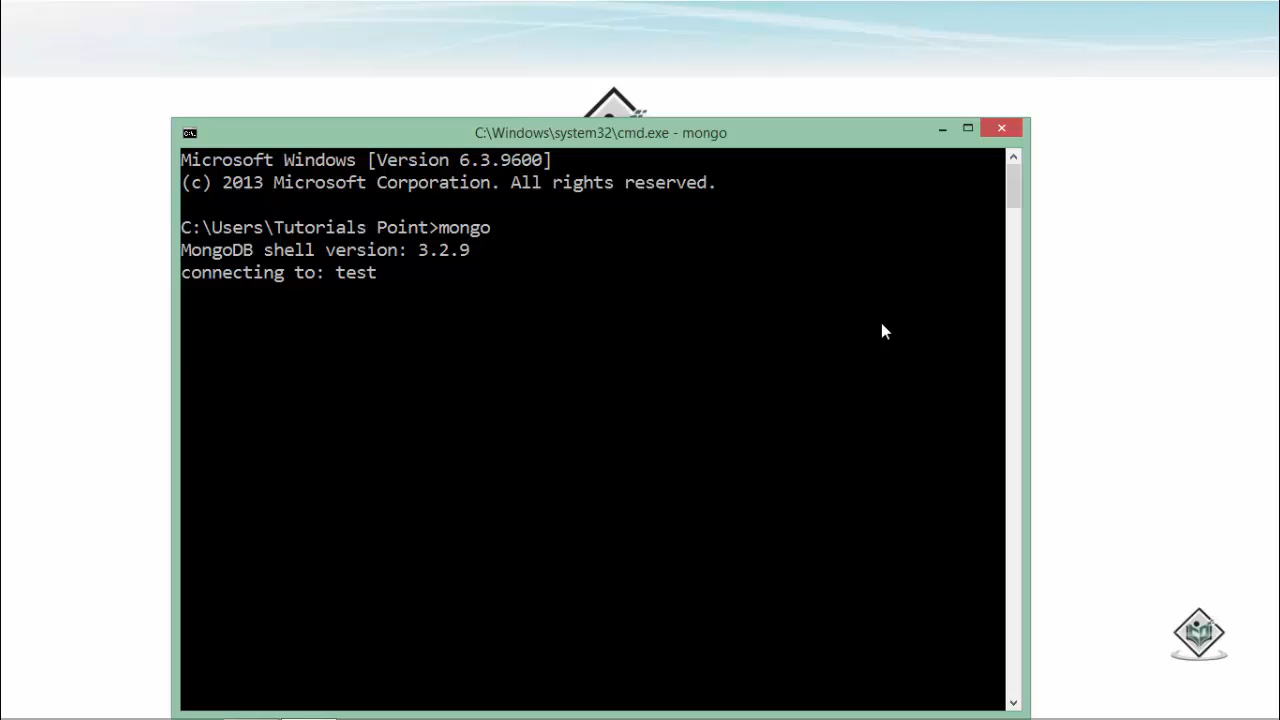 C:\Windows\system32\cmd.exe - mongo
Microsoft Windows [Version 6.3.9600]
(c) 2013 Microsoft Corporation. All rights reserved.
C:\Users\Tutorials Point>mongo
MongoDB shell version: 3.2.9
connecting to: test